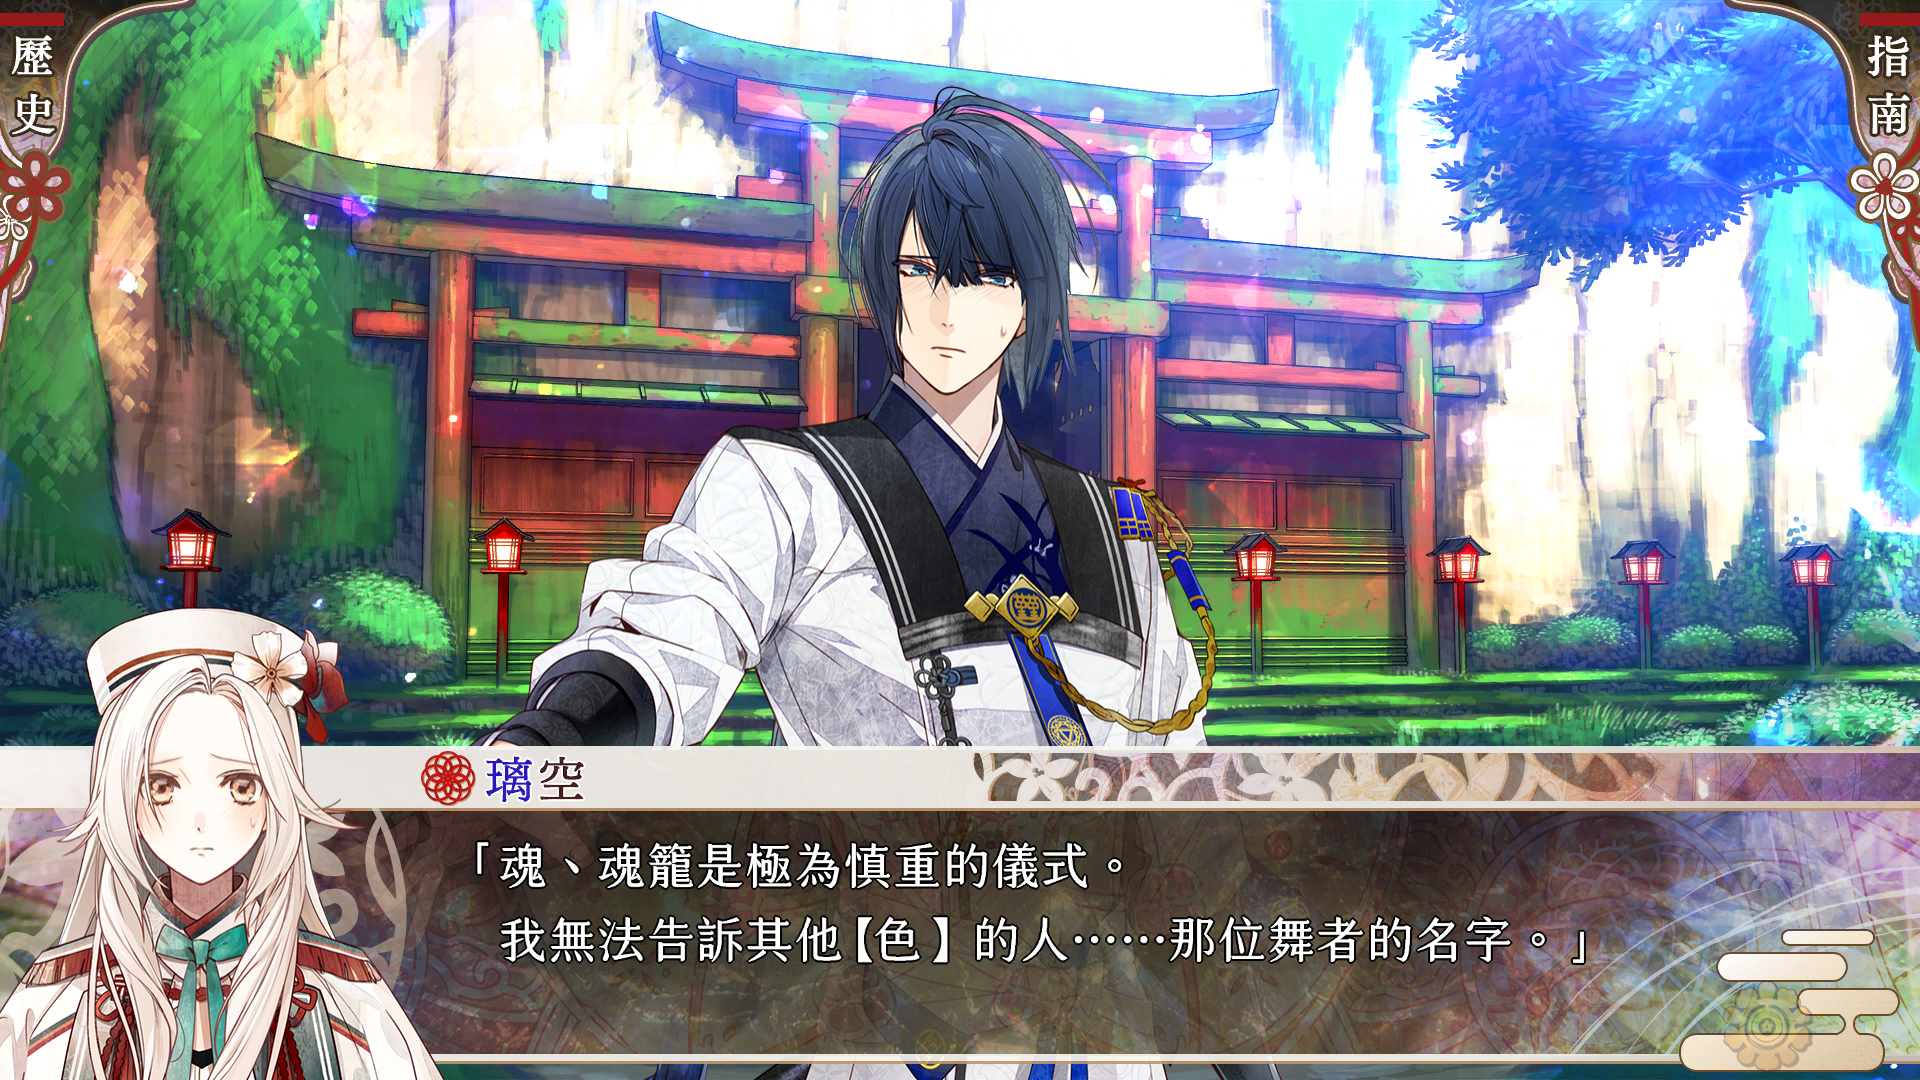 歷史
指南
璃空
「魂、魂籠是極為慎重的儀式。
我無法告訴其他【色】的人……那位舞者的名字。」